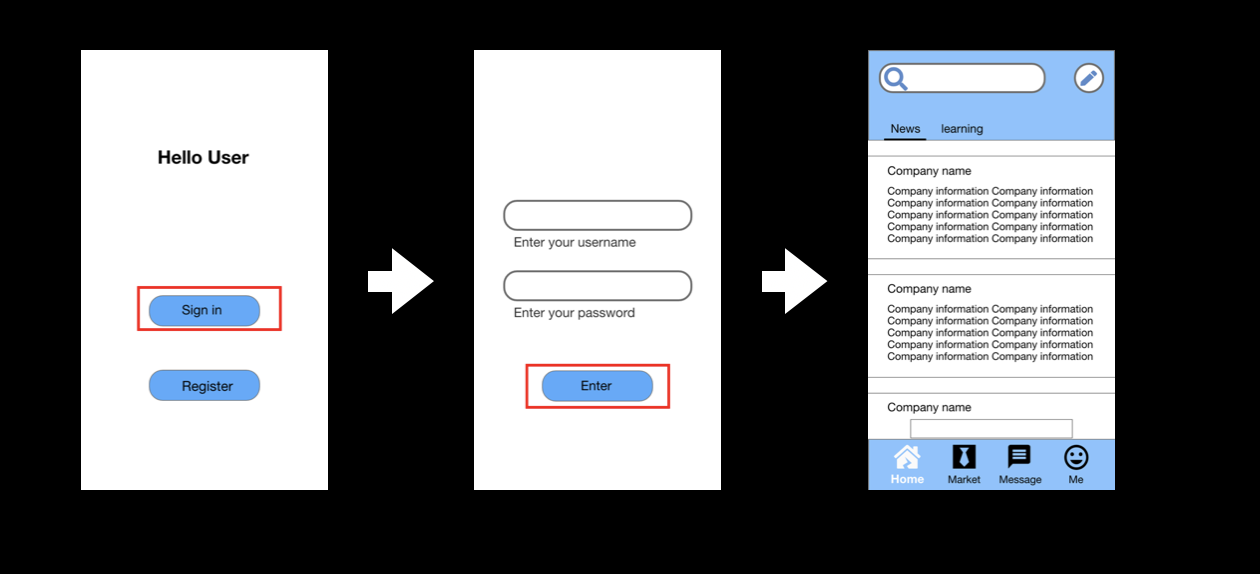 Hello User
Sign in
Register
Enter your username
Enter your password
Enter
News learning
Company name
Company information Company information
Company information Company information
Company information Company information
Company information Company information
Company information Company information
Company name
Company information Company information
Company information Company information
Company information Company information
Company information Company information
Company information Company information
Company name
Home Market Message Me